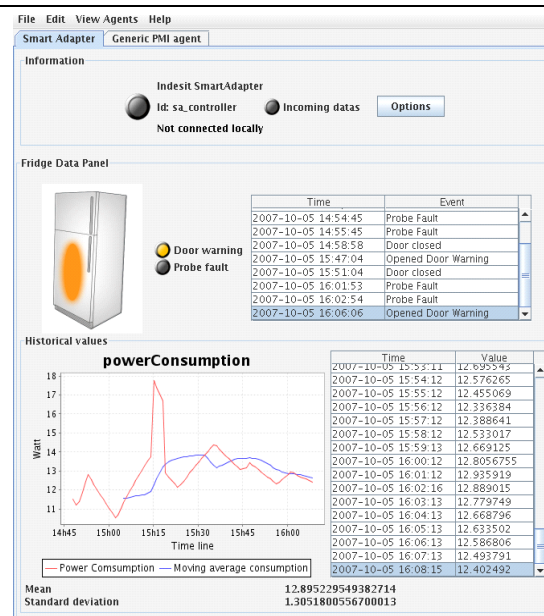 File Edit View Agents Help
Smart Adapter Generic PMI agent
Information
Indesit SmartAdapter
Id: sa_controller Incoming datas Options
Not connected locally
Fridge Data Panel
Time Event
2007-10-05 14:54:45 Probe Fault
2007-10-05 14:55:45 Probe Fault
2007-10-05 14:58:58 Door closed
2007-10-05 15:47:04 Opened Door Warning
2007-10-05 15:51:04 Door closed
2007-10-05 16:01:53 Probe Fault
2007-10-05 16:02:54 Probe Fault
2007-10-05 16:06:06 Opened Door Warning
Door warning
Probe fault
Historical values
powerConsumption
Watt
18
17
16
15
14
13
12
11
14h45 15h00 15h15 15h30 15h45 16h00
Time line
Power Comsumption Moving average consumption
Time Value
2007-10-05 15:53:11 12.695543
2007-10-05 15:54:12 12.576265
2007-10-05 15:55:12 12.455069
2007-10-05 15:56:12 12.336384
2007-10-05 15:57:12 12.388641
2007-10-05 15:58:12 12.533017
2007-10-05 15:59:13 12.669125
2007-10-05 16:00:12 12.8056755
2007-10-05 16:01:12 12.935919
2007-10-05 16:02:16 12.889015
2007-10-05 16:03:13 12.779749
2007-10-05 16:04:13 12.668796
2007-10-05 16:05:13 12.633502
2007-10-05 16:06:13 12.586806
2007-10-05 16:07:13 12.493791
2007-10-05 16:08:15 12.402492
Mean 12.895229549382714
Standard deviation 1.3051800556700013